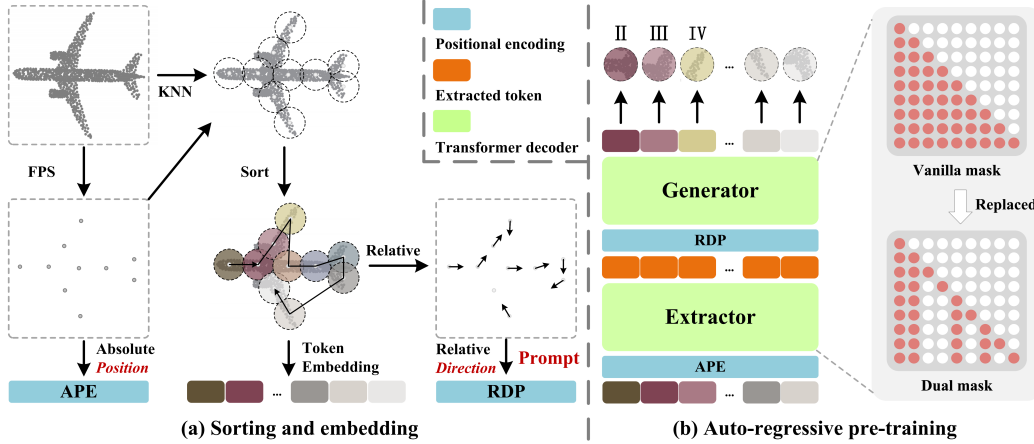 KNN
FPS
Sort
Relative
Absolute
Position
Token
Embedding
Relative
Direction
Prompt
APE
...
RDP
(a) Sorting and embedding
Positional encoding
Extracted token
Transformer decoder
II III IV
...
...
Generator
RDP
...
Extractor
APE
...
(b) Auto-regressive pre-training
Vanilla mask
Replaced
Dual mask